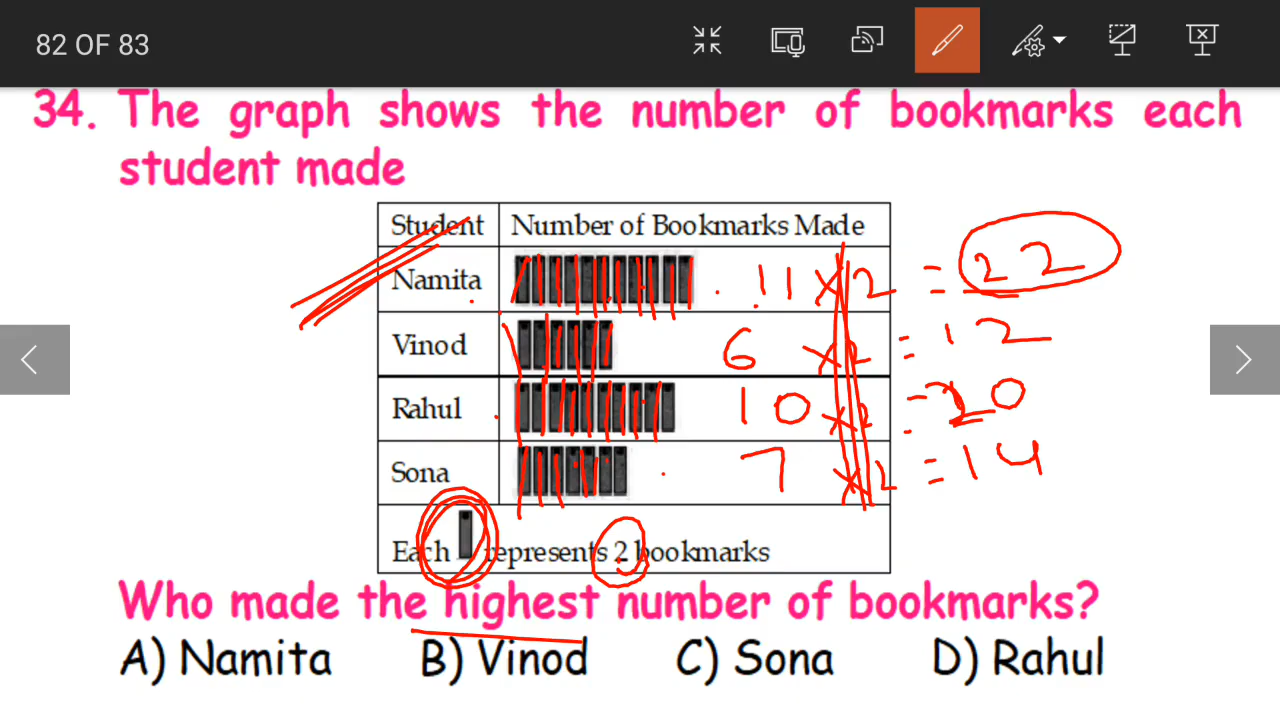 82 OF 83
34. The graph shows the number of bookmarks each
student made
Student Number of Bookmarks Made
Namita 11 x 2 = 22
Vinod 6 x 2 = 12
Rahul 10 x 2 = 20
Sona 7 x 2 = 14
Each represents 2 bookmarks
Who made the highest number of bookmarks?
A) Namita B) Vinod C) Sona D) Rahul